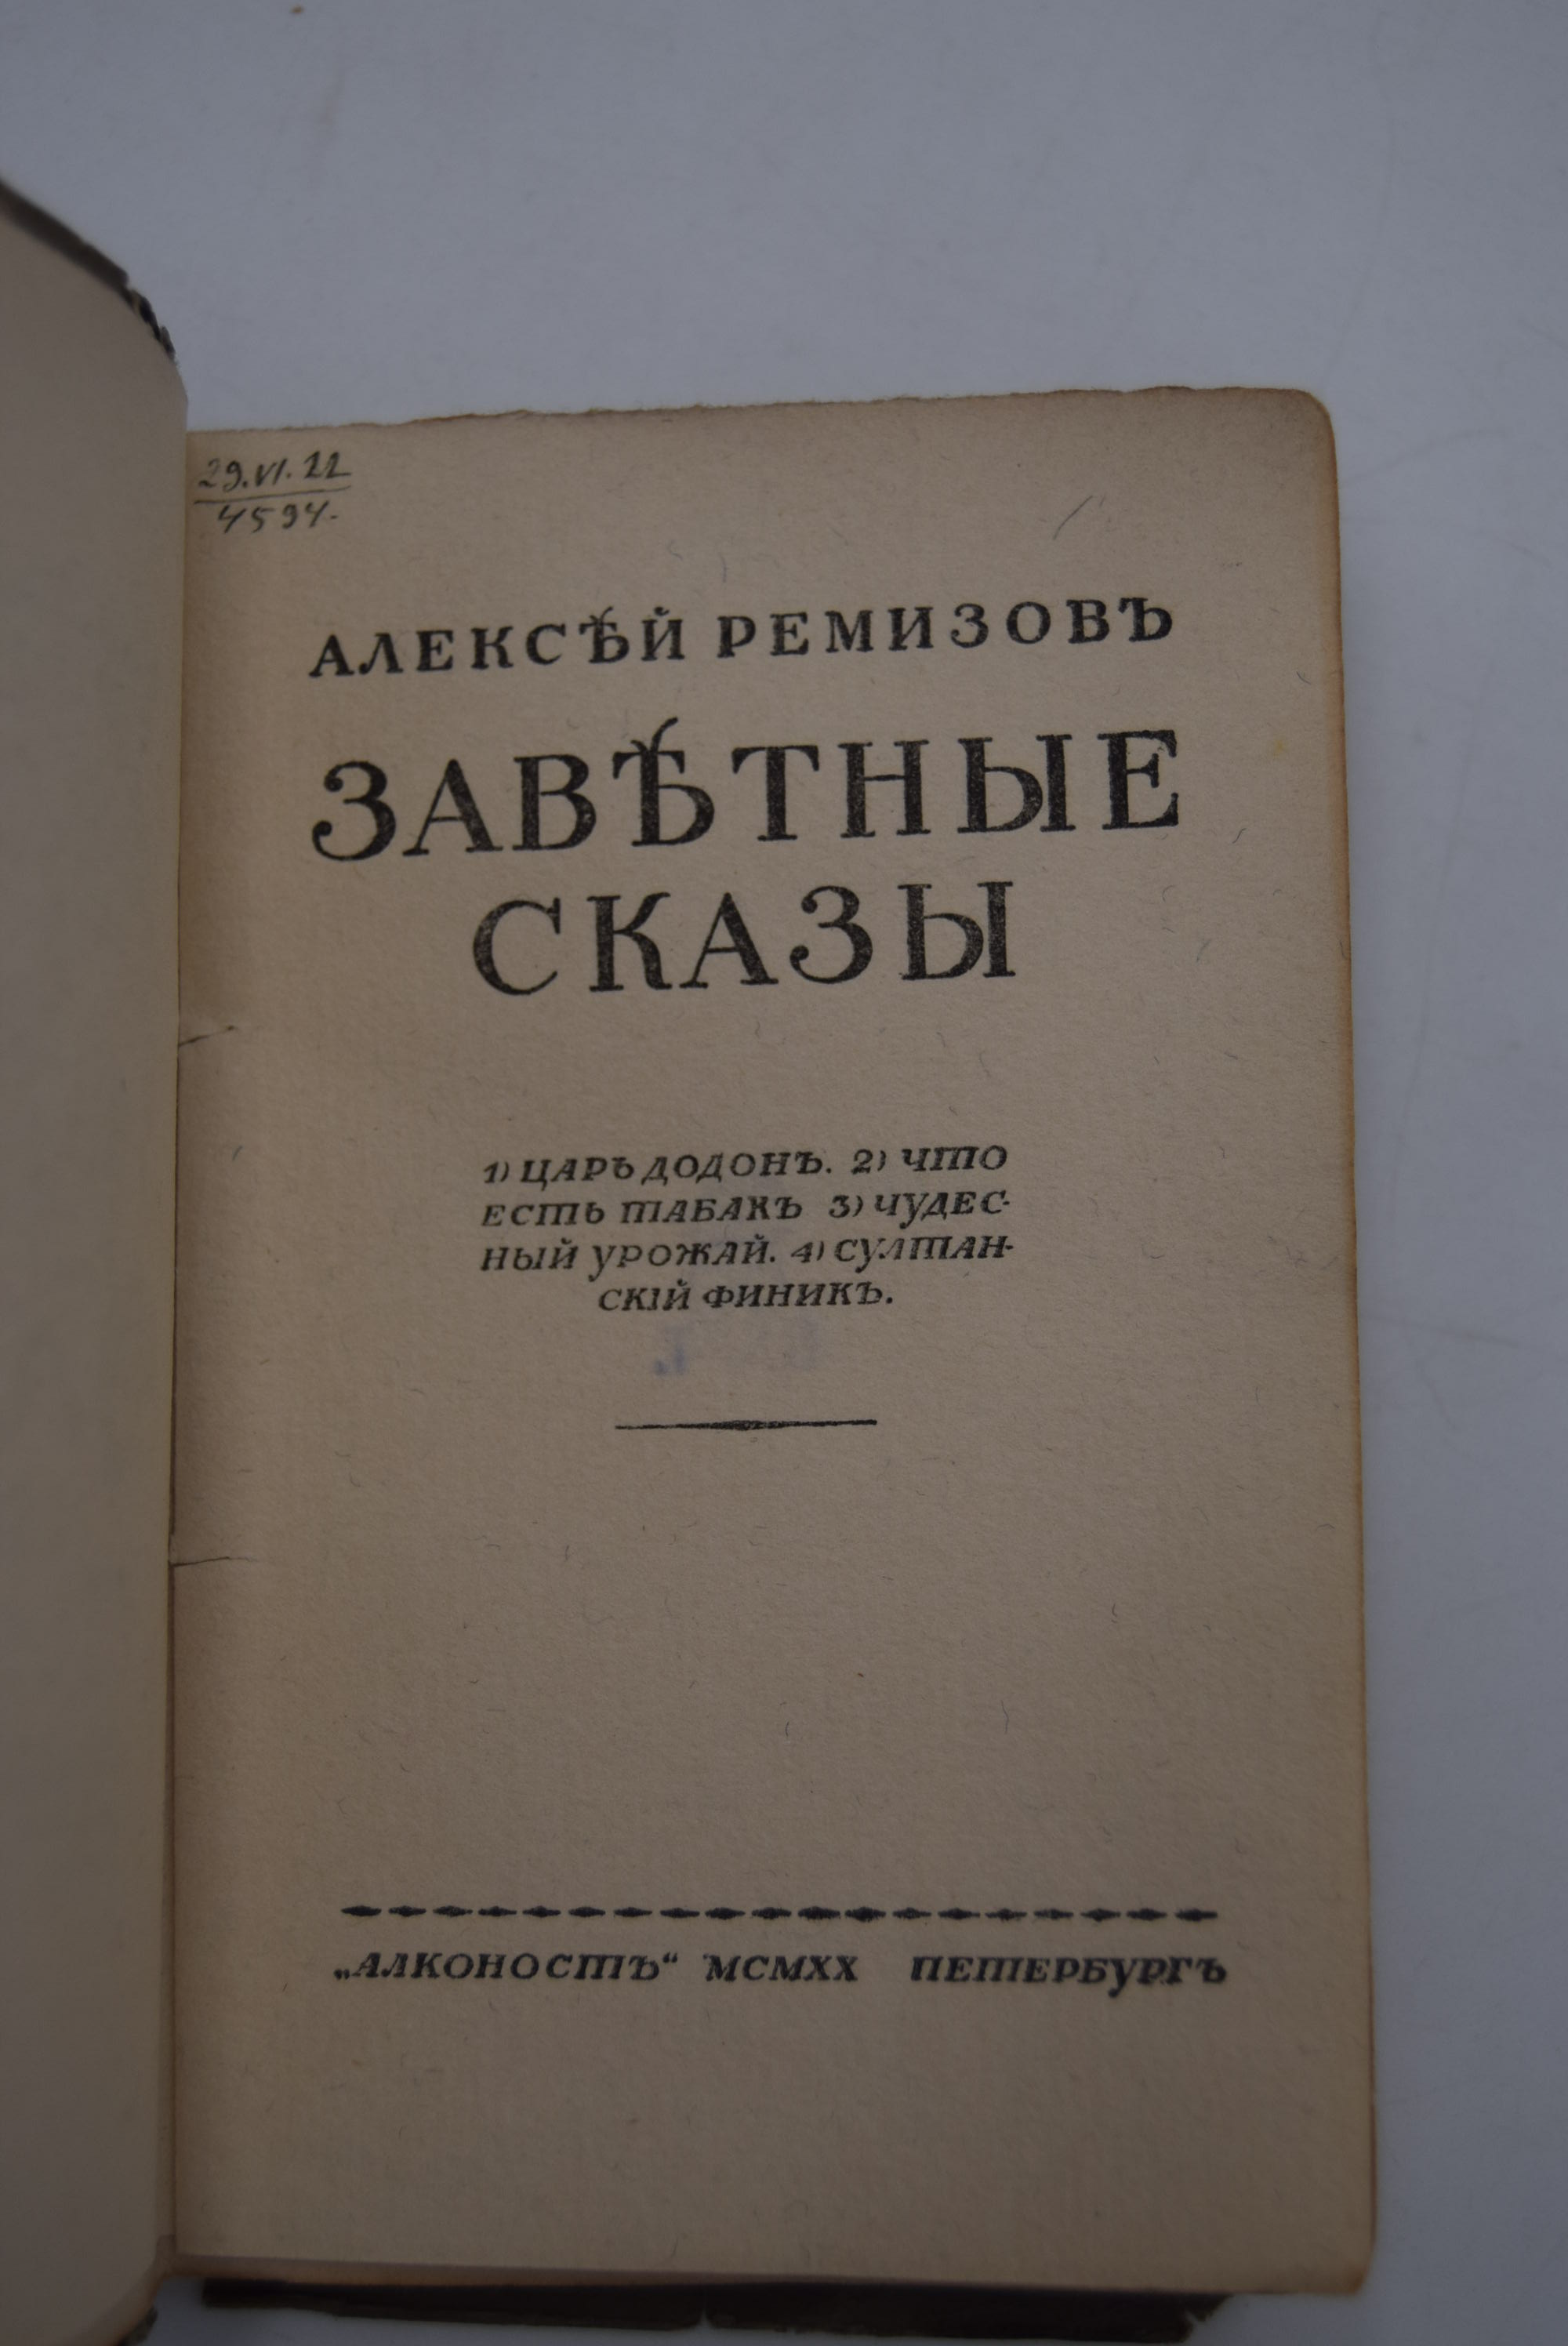 29.VI.22
4594.
АЛЕКСѢЙ РЕМИЗОВЪ
ЗАВѢТНЫЕ
СКАЗЫ
1) ЦАРЬ ДОДОНЪ. 2) ЧТО
ЕСТЬ ТАБАКЪ 3) ЧУДЕС-
НЫЙ УРОЖАЙ. 4) СУЛТАН-
СКІЙ ФИНИКЪ.
„АЛКОНОСТЪ“ MCMXX ПЕТЕРБУРГЪ